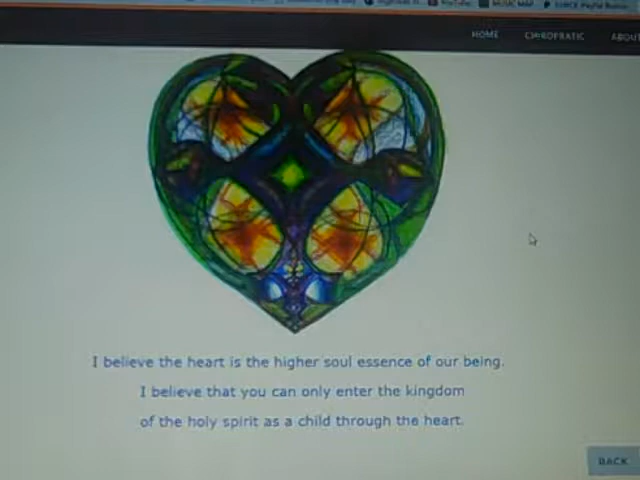 YouTube
HOME CHIROPRATIC ABOUT
I believe the heart is the higher soul essence of our being.
I believe that you can only enter the kingdom
of the holy spirit as a child through the heart.
BACK